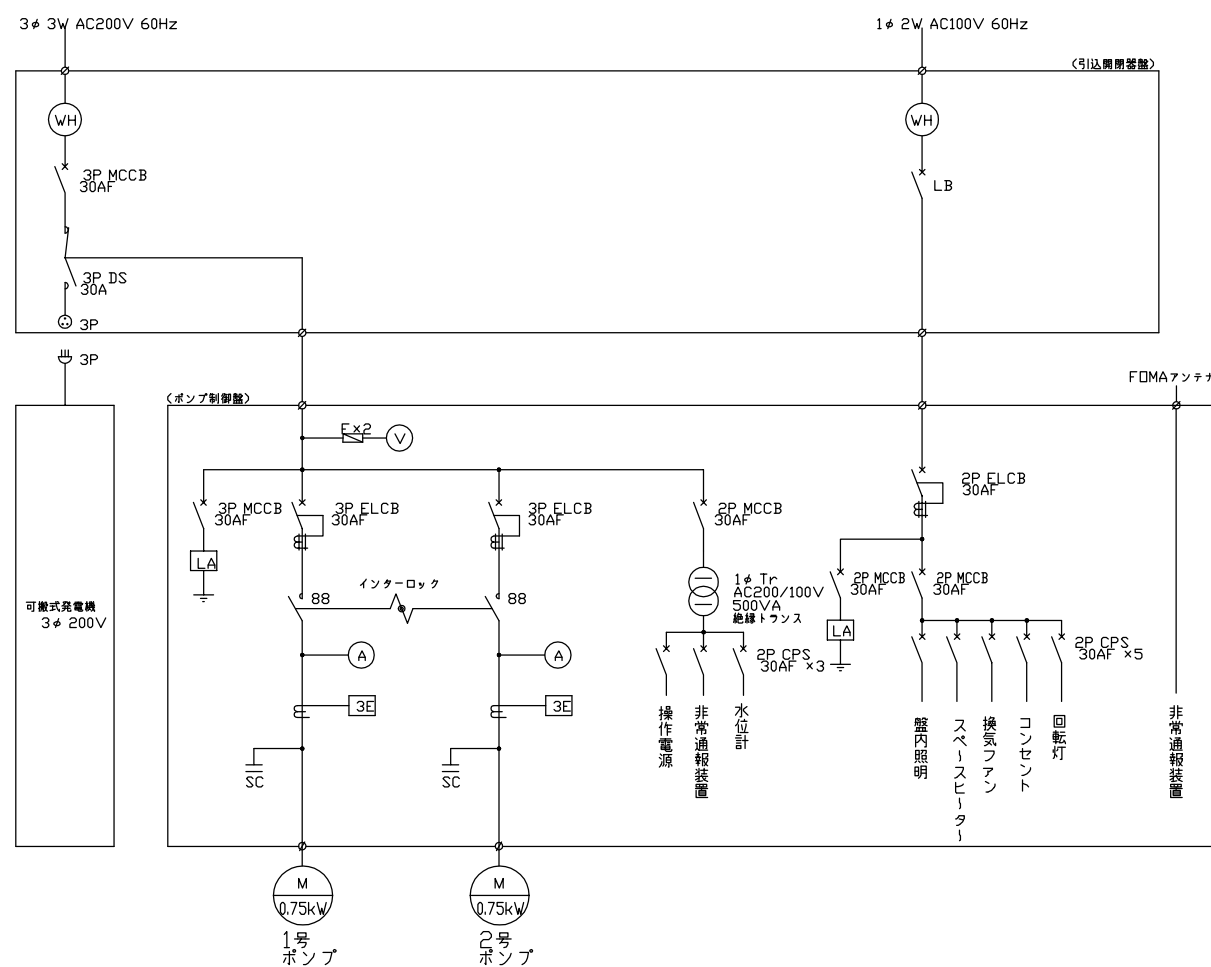 3φ 3W AC200V 60Hz
1φ 2W AC100V 60Hz
(引込開閉器盤)
WH
WH
3P MCCB
30AF
LB
3P DS
30A
3P
3P
FOMAアンテナ
(ポンプ制御盤)
F×2
V
3P MCCB
30AF
3P ELCB
30AF
3P ELCB
30AF
2P MCCB
30AF
2P ELCB
30AF
LA
インターロック
88
88
1φ Tr
AC200/100V
500VA
絶縁トランス
2P MCCB
30AF
2P MCCB
30AF
LA
可搬式発電機
3φ 200V
A
A
2P CPS
30AF ×3
2P CPS
30AF ×5
3E
3E
操作電源
非常通報装置
水位計
盤内照明
スペースヒーター
換気ファン
コンセント
回転灯
非常通報装置
SC
SC
M
0.75kW
M
0.75kW
1号
ポンプ
2号
ポンプ